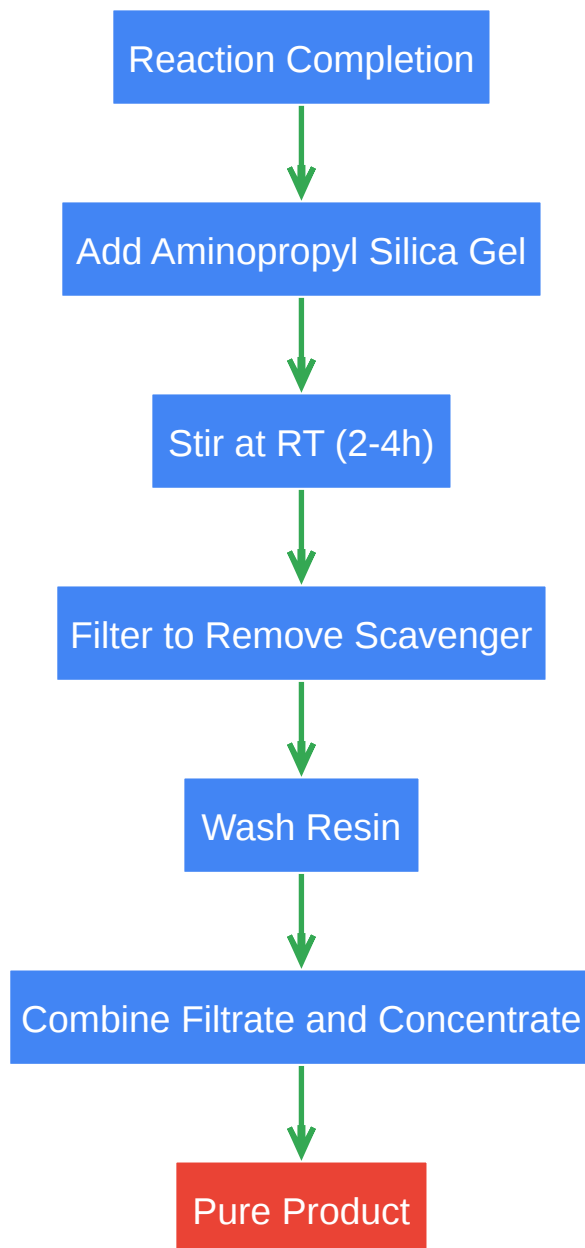 Reaction Completion
Add Aminopropyl Silica Gel
Stir at RT (2-4h)
Filter to Remove Scavenger
Wash Resin
Combine Filtrate and Concentrate
Pure Product